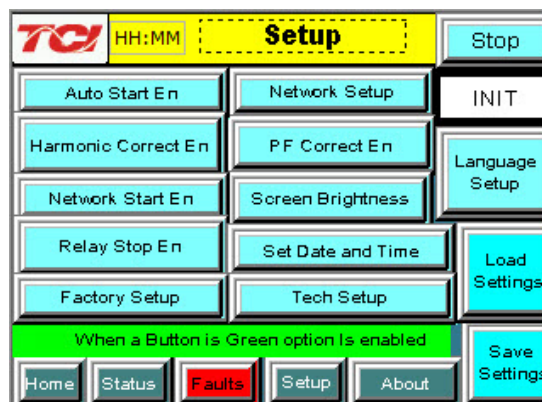 TCI
HH:MM
Setup
Stop
Auto Start En
Network Setup
INIT
Harmonic Correct En
PF Correct En
Language
Setup
Network Start En
Screen Brightness
Relay Stop En
Set Date and Time
Load
Settings
Factory Setup
Tech Setup
When a Button is Green option Is enabled
Save
Settings
Home
Status
Faults
Setup
About